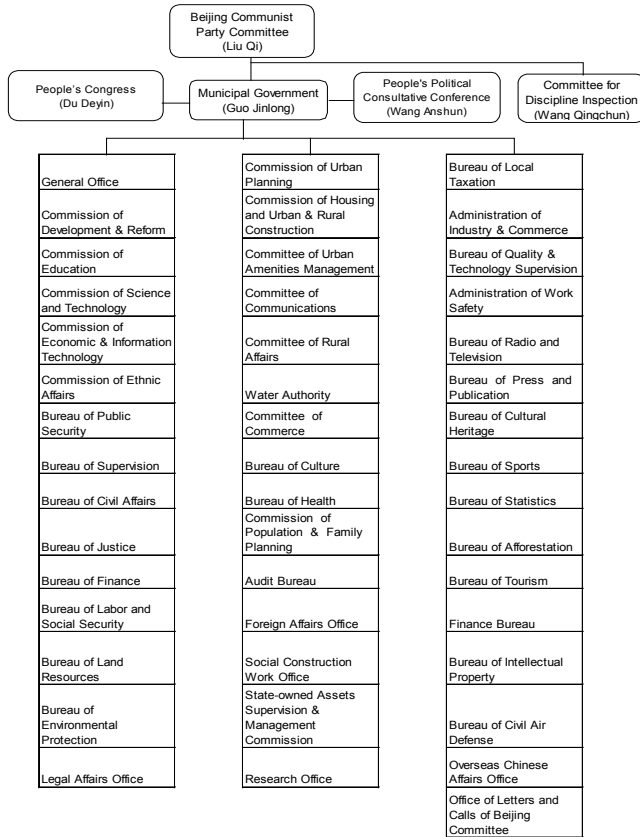 Beijing Communist
Party Committee
(Liu Qi)
People's Congress
(Du Deyin)
Municipal Government
(Guo Jinlong)
People's Political
Consultative Conference
(Wang Anshun)
Committee for
Discipline Inspection
(Wang Qingchun)
General Office
Commission of
Development & Reform
Commission of
Education
Commission of Science
and Technology
Commission of
Economic & Information
Technology
Commission of Ethnic
Affairs
Bureau of Public
Security
Bureau of Supervision
Bureau of Civil Affairs
Bureau of Justice
Bureau of Finance
Bureau of Labor and
Social Security
Bureau of Land
Resources
Bureau of
Environmental
Protection
Legal Affairs Office
Commission of Urban
Planning
Commission of Housing
and Urban & Rural
Construction
Committee of Urban
Amenities Management
Committee of
Communications
Committee of Rural
Affairs
Water Authority
Committee of
Commerce
Bureau of Culture
Bureau of Health
Commission of
Population & Family
Planning
Audit Bureau
Foreign Affairs Office
Social Construction
Work Office
State-owned Assets
Supervision &
Management
Commission
Research Office
Bureau of Local
Taxation
Administration of
Industry & Commerce
Bureau of Quality &
Technology Supervision
Administration of Work
Safety
Bureau of Radio and
Television
Bureau of Press and
Publication
Bureau of Cultural
Heritage
Bureau of Sports
Bureau of Statistics
Bureau of Afforestation
Bureau of Tourism
Finance Bureau
Bureau of Intellectual
Property
Bureau of Civil Air
Defense
Overseas Chinese
Affairs Office
Office of Letters and
Calls of Beijing
Committee